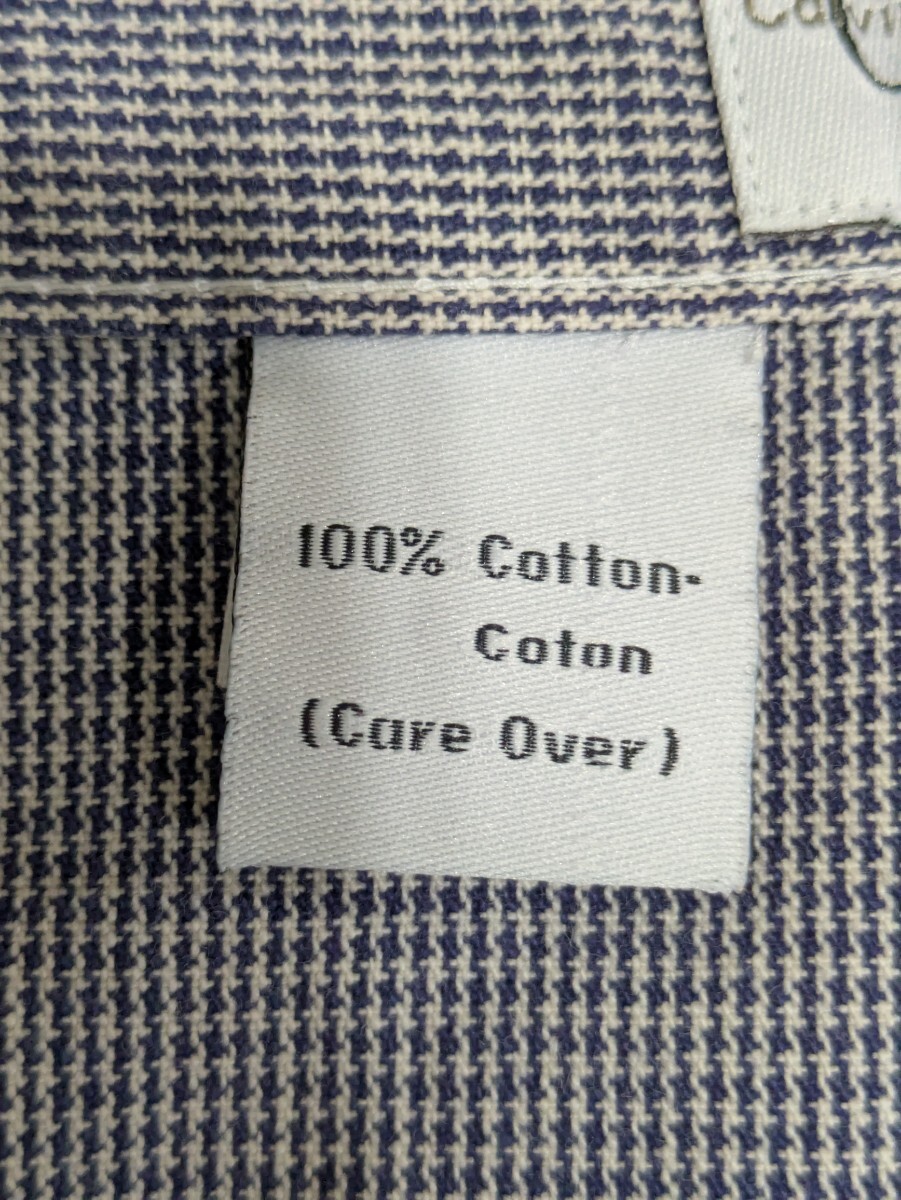 100% Cotton-
Coton
(Care Over)